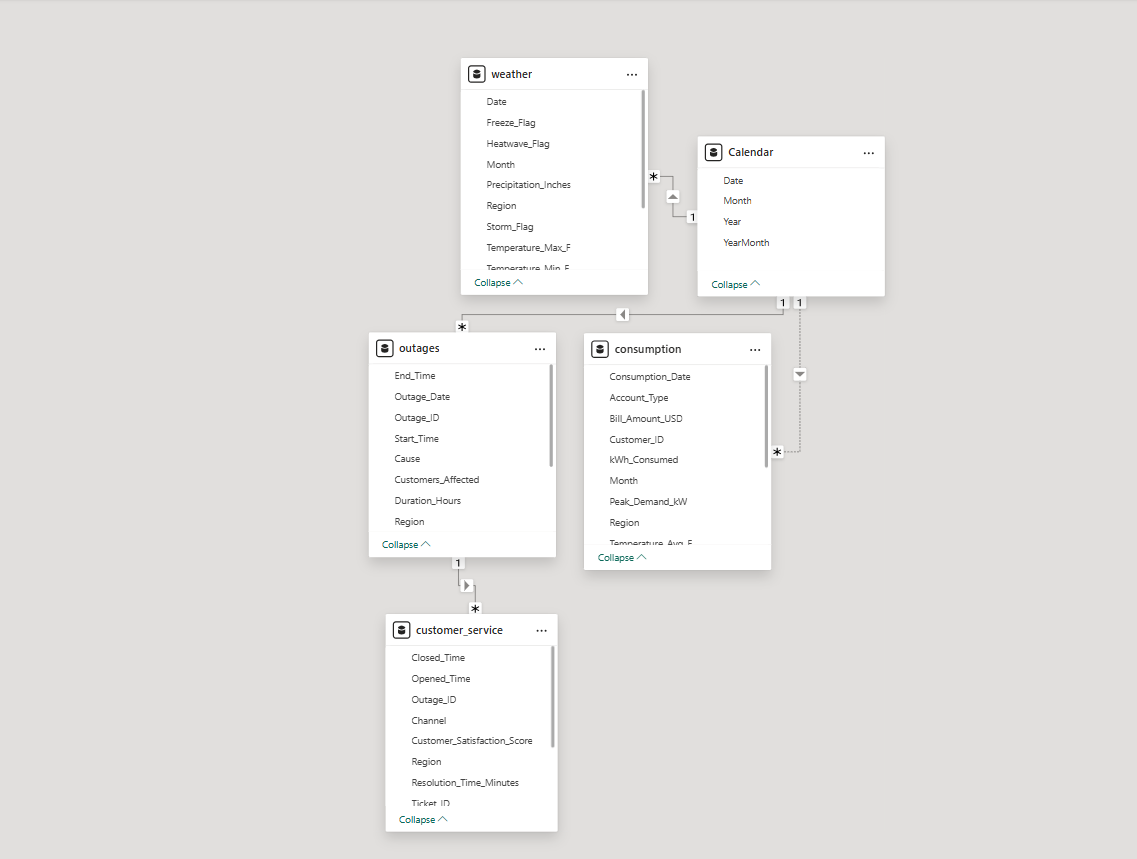 weather
Date
Freeze_Flag
Heatwave_Flag
Month
Precipitation_Inches
Region
Storm_Flag
Temperature_Max_F
Temperature_Min_F
Collapse
Calendar
Date
Month
Year
YearMonth
Collapse
*
1
1
1
*
outages
End_Time
Outage_Date
Outage_ID
Start_Time
Cause
Customers_Affected
Duration_Hours
Region
Collapse
consumption
Consumption_Date
Account_Type
Bill_Amount_USD
Customer_ID
kWh_Consumed
Month
Peak_Demand_kW
Region
Temperature_Avg_F
Collapse
*
1
*
customer_service
Closed_Time
Opened_Time
Outage_ID
Channel
Customer_Satisfaction_Score
Region
Resolution_Time_Minutes
Ticket_ID
Collapse